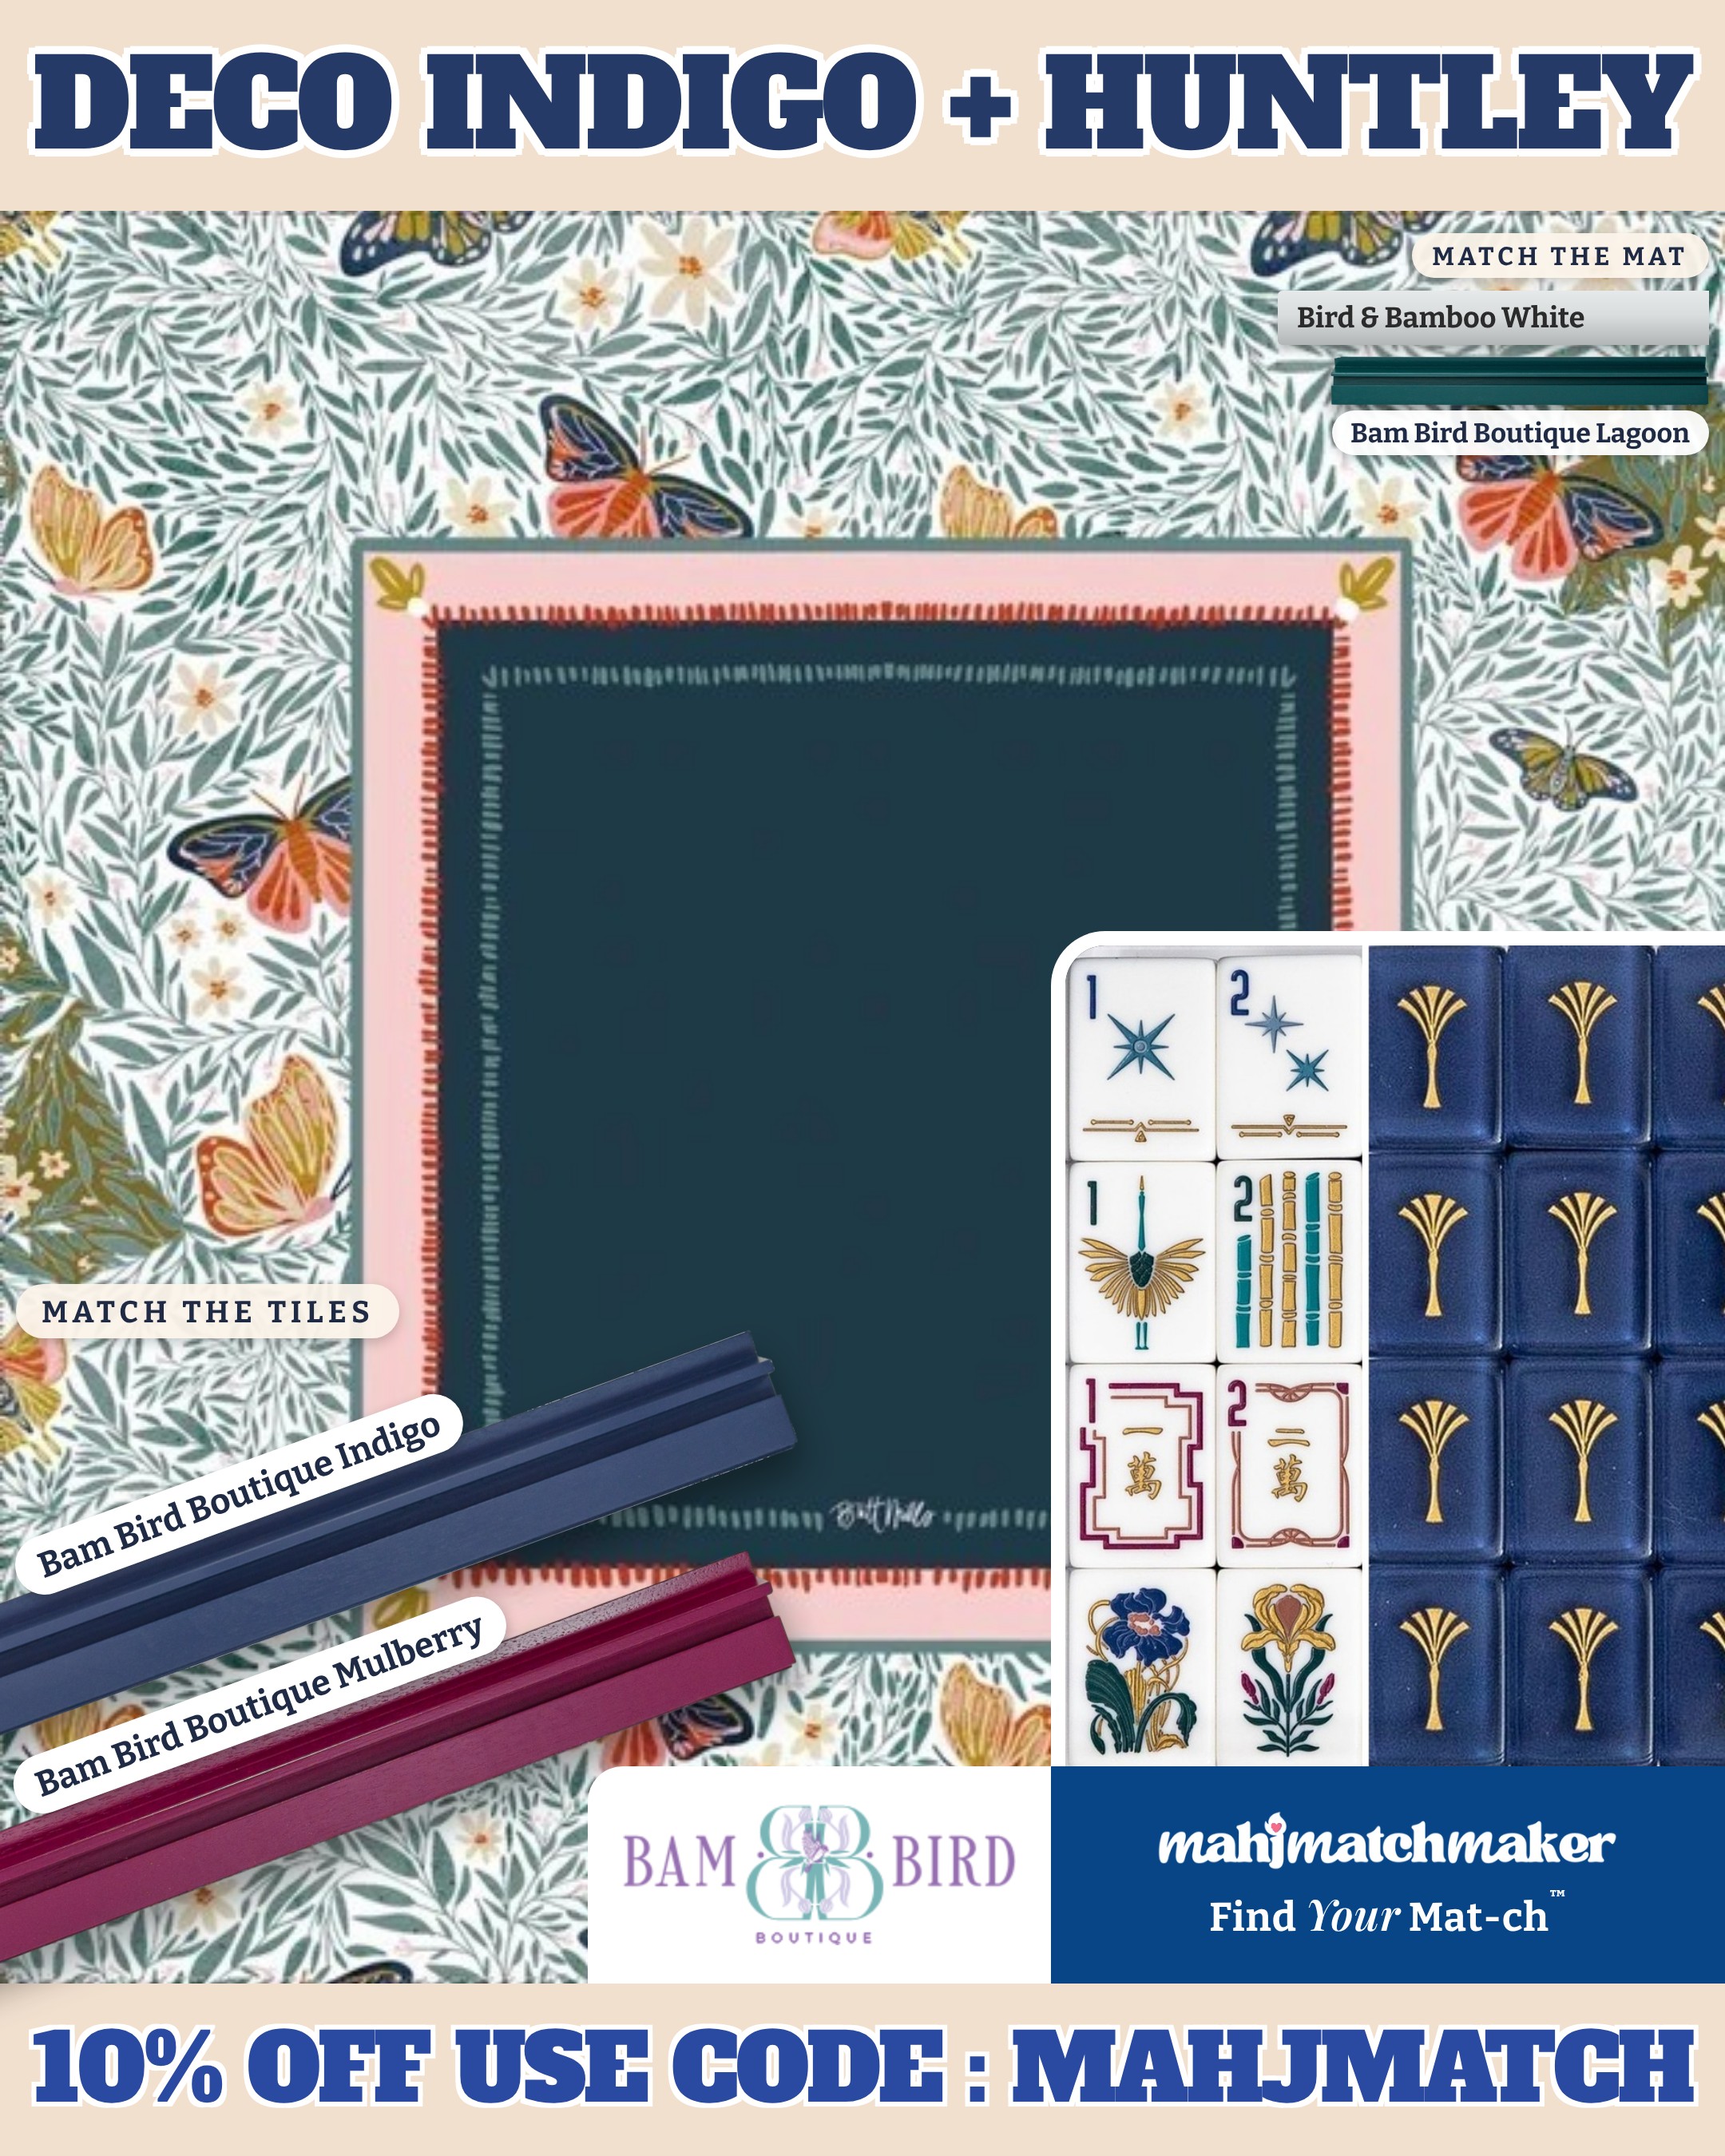 DECO INDIGO + HUNTLEY
MATCH THE MAT
Bird & Bamboo White
Bam Bird Boutique Lagoon
1
2
1
2
1
一
萬
2
二
萬
MATCH THE TILES
Bam Bird Boutique Indigo
Bam Bird Boutique Mulberry
BAM BIRD
BOUTIQUE
mahjmatchmaker
Find Your Mat-ch™
10% OFF USE CODE : MAHJMATCH